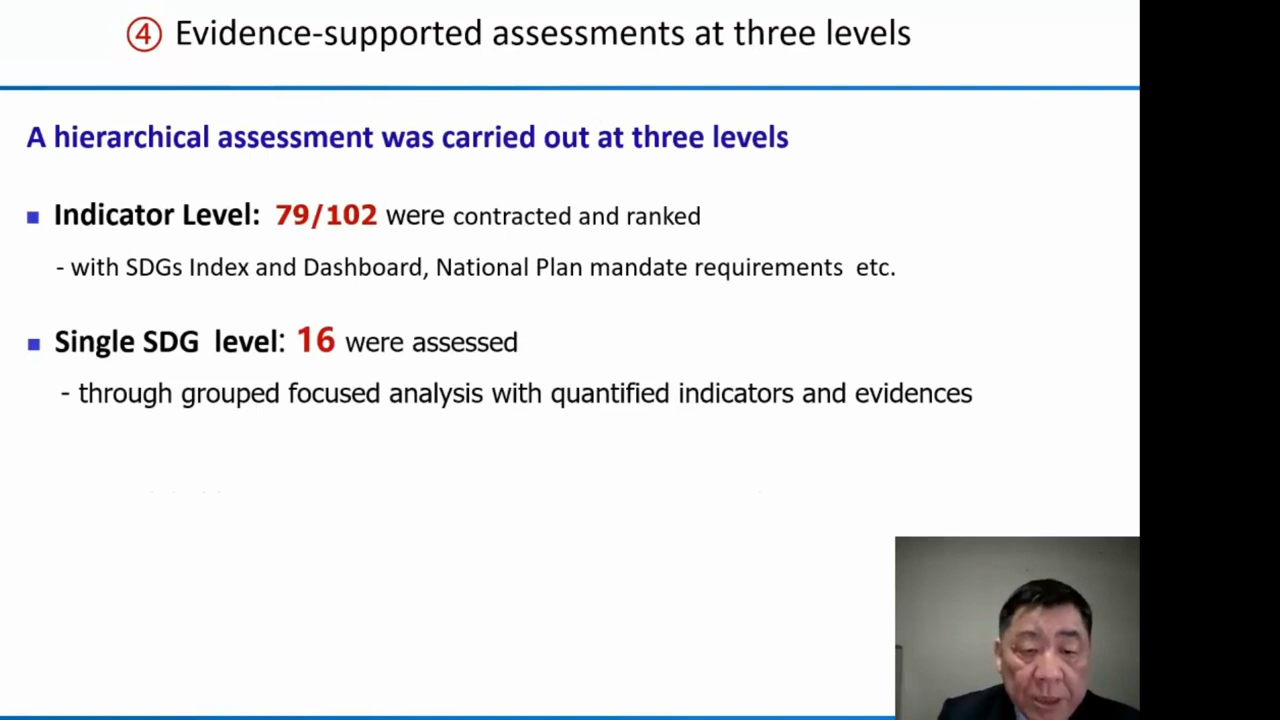 ④ Evidence-supported assessments at three levels
A hierarchical assessment was carried out at three levels
■ Indicator Level: 79/102 were contracted and ranked
- with SDGs Index and Dashboard, National Plan mandate requirements etc.
■ Single SDG level: 16 were assessed
- through grouped focused analysis with quantified indicators and evidences